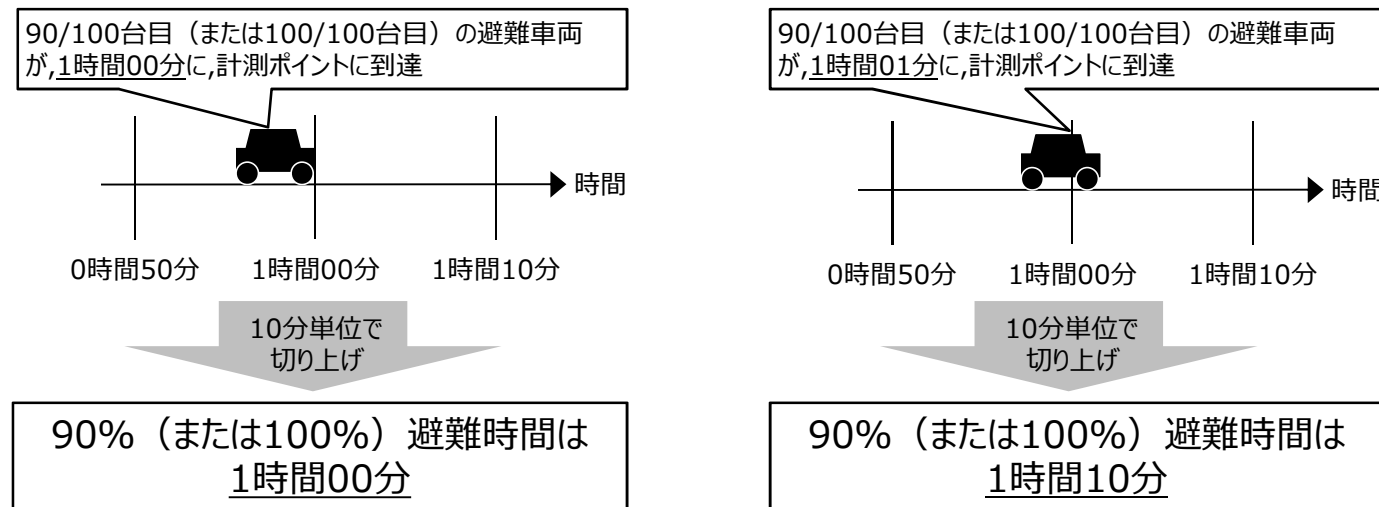 90/100台目（または100/100台目）の避難車両
が,1時間00分に,計測ポイントに到達
時間
0時間50分
1時間00分
1時間10分
10分単位で
切り上げ
90%（または100%）避難時間は
1時間00分
90/100台目（または100/100台目）の避難車両
が,1時間01分に,計測ポイントに到達
時間
0時間50分
1時間00分
1時間10分
10分単位で
切り上げ
90%（または100%）避難時間は
1時間10分